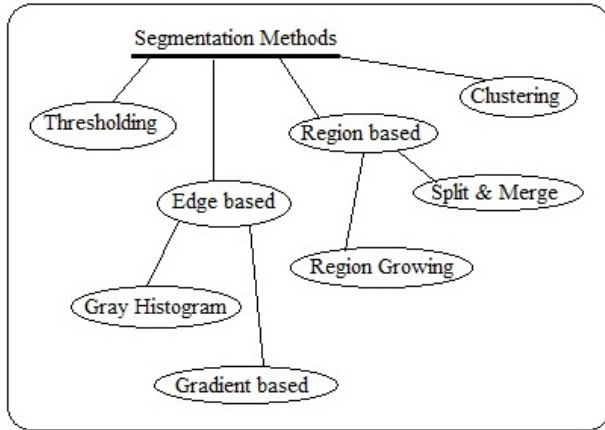 Segmentation Methods
Thresholding
Clustering
Region based
Edge based
Split & Merge
Region Growing
Gray Histogram
Gradient based